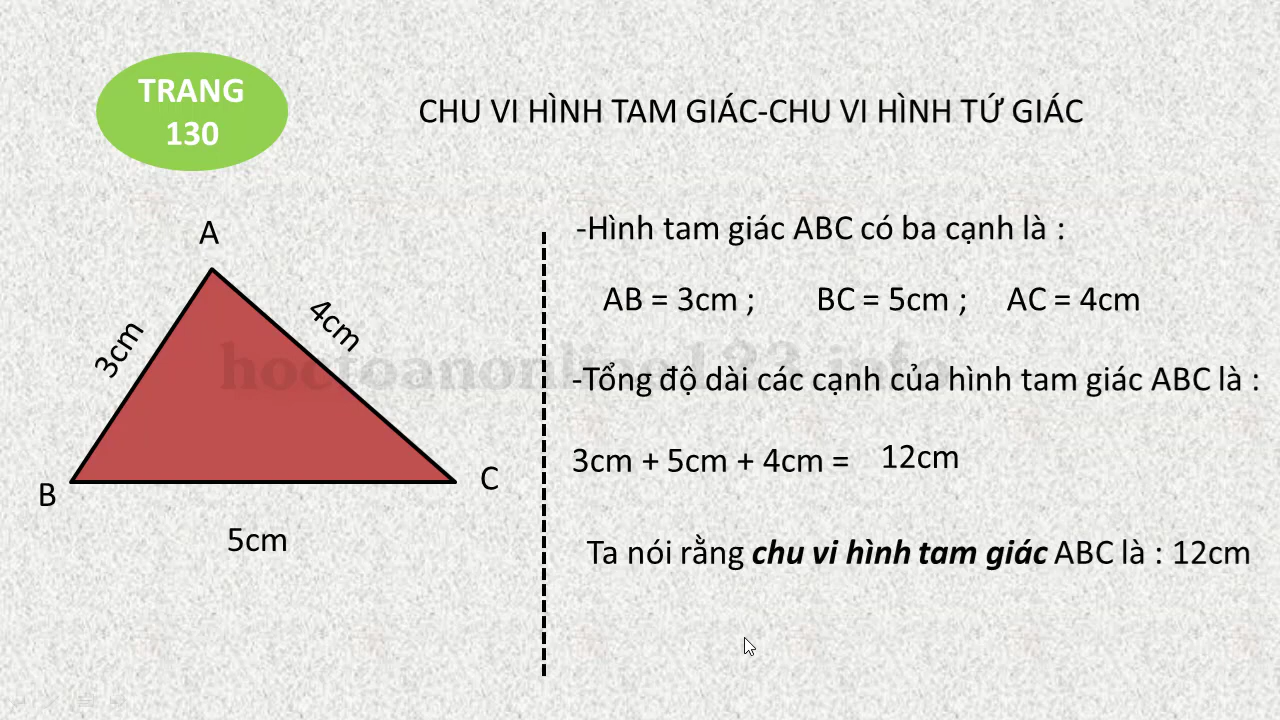 TRANG
130
CHU VI HÌNH TAM GIÁC-CHU VI HÌNH TỨ GIÁC
A
3cm
4cm
B
C
5cm
-Hình tam giác ABC có ba cạnh là :
AB = 3cm ; BC = 5cm ; AC = 4cm
-Tổng độ dài các cạnh của hình tam giác ABC là :
3cm + 5cm + 4cm = 12cm
Ta nói rằng chu vi hình tam giác ABC là : 12cm